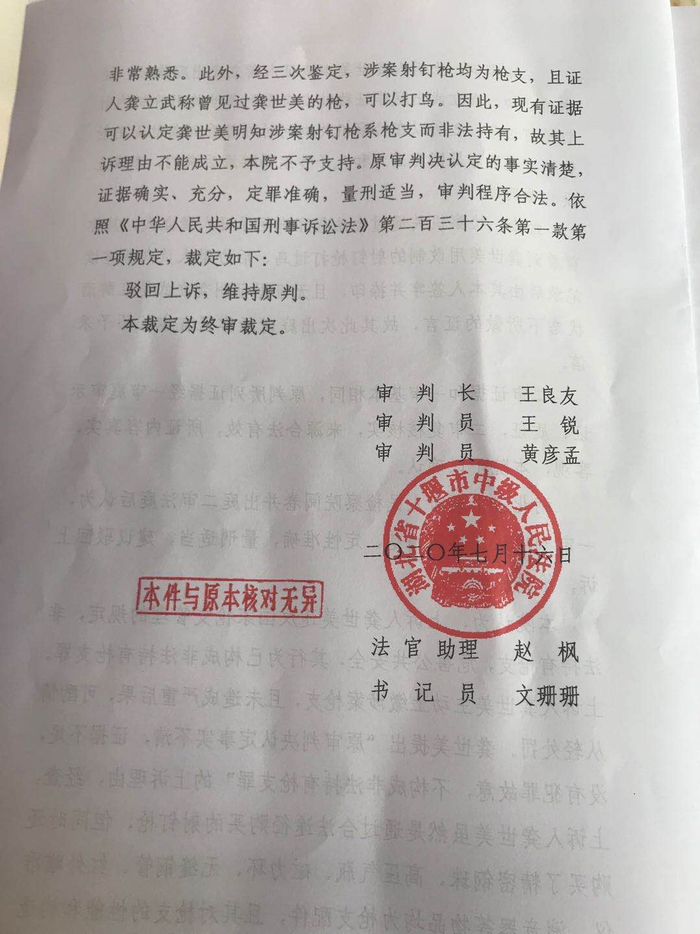 非常熟悉。此外，经三次鉴定，涉案射钉枪均为枪支，且证
人龚立武称曾见过龚世美的枪，可以打鸟。因此，现有证据
可以认定龚世美明知涉案射钉枪系枪支而非法持有，故其上
诉理由不能成立，本院不予支持。原审判决认定的事实清楚，
证据确实、充分，定罪准确，量刑适当，审判程序合法。依
照《中华人民共和国刑事诉讼法》第二百三十六条第一款第
一项规定，裁定如下：
驳回上诉，维持原判。
本裁定为终审裁定。
审判长 王良友
审判员 王锐
审判员 黄彦孟
湖北省十堰市中级人民法院
二〇二〇年七月十六日
本件与原本核对无异
法官助理 赵枫
书记员 文珊珊